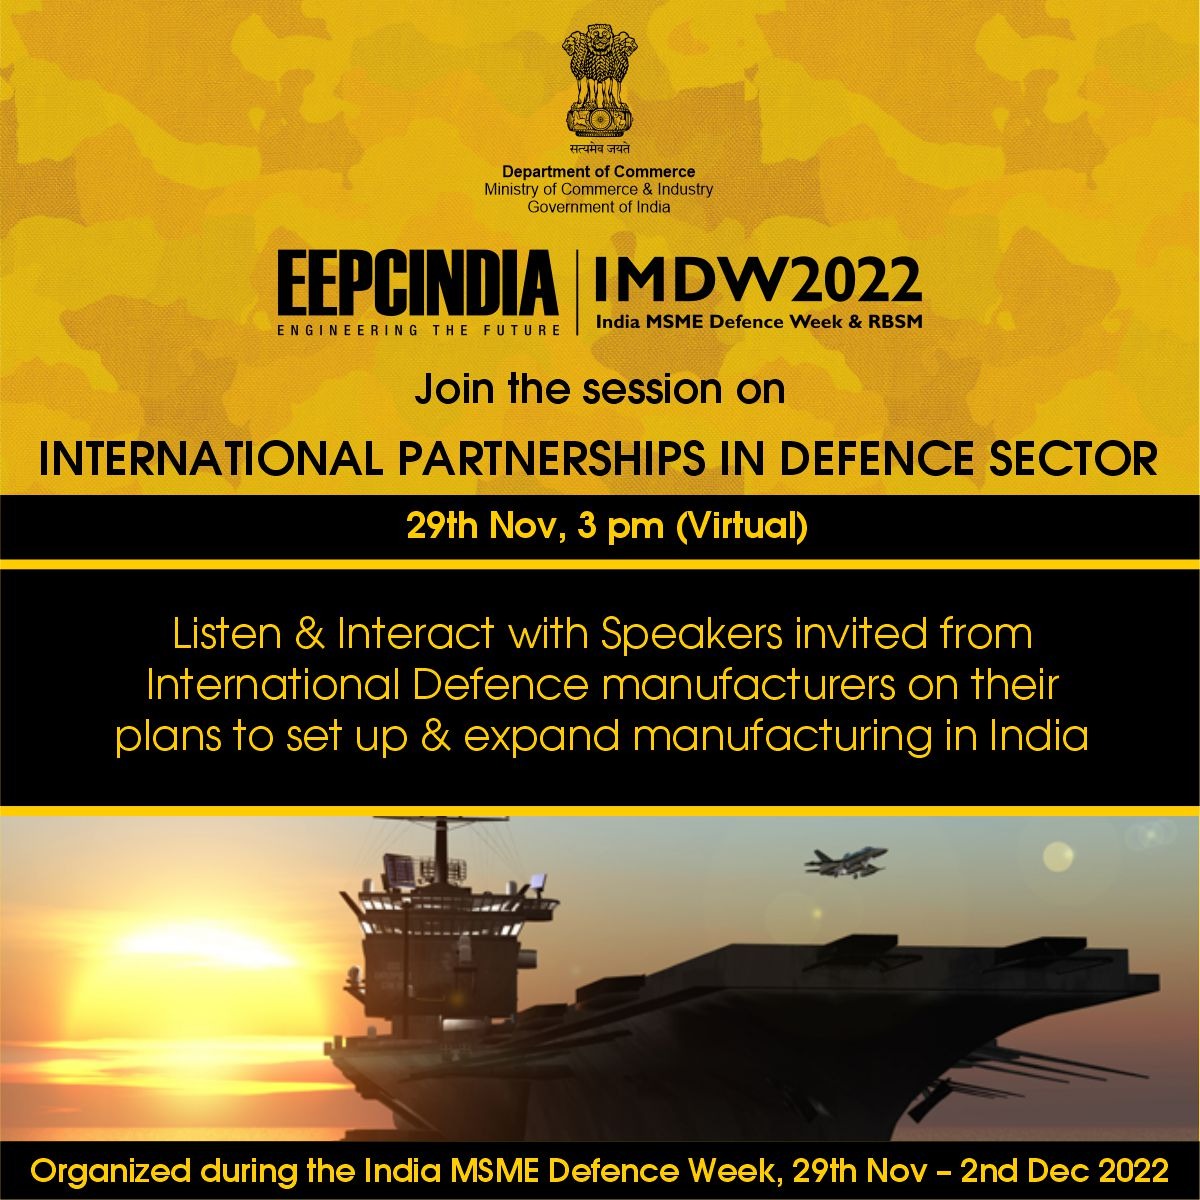 सत्यमेव जयते
Department of Commerce
Ministry of Commerce & Industry
Government of India
EEPCINDIA
ENGINEERING THE FUTURE
IMDW2022
India MSME Defence Week & RBSM
Join the session on
INTERNATIONAL PARTNERSHIPS IN DEFENCE SECTOR
29th Nov, 3 pm (Virtual)
Listen & Interact with Speakers invited from
International Defence manufacturers on their
plans to set up & expand manufacturing in India
Organized during the India MSME Defence Week, 29th Nov – 2nd Dec 2022